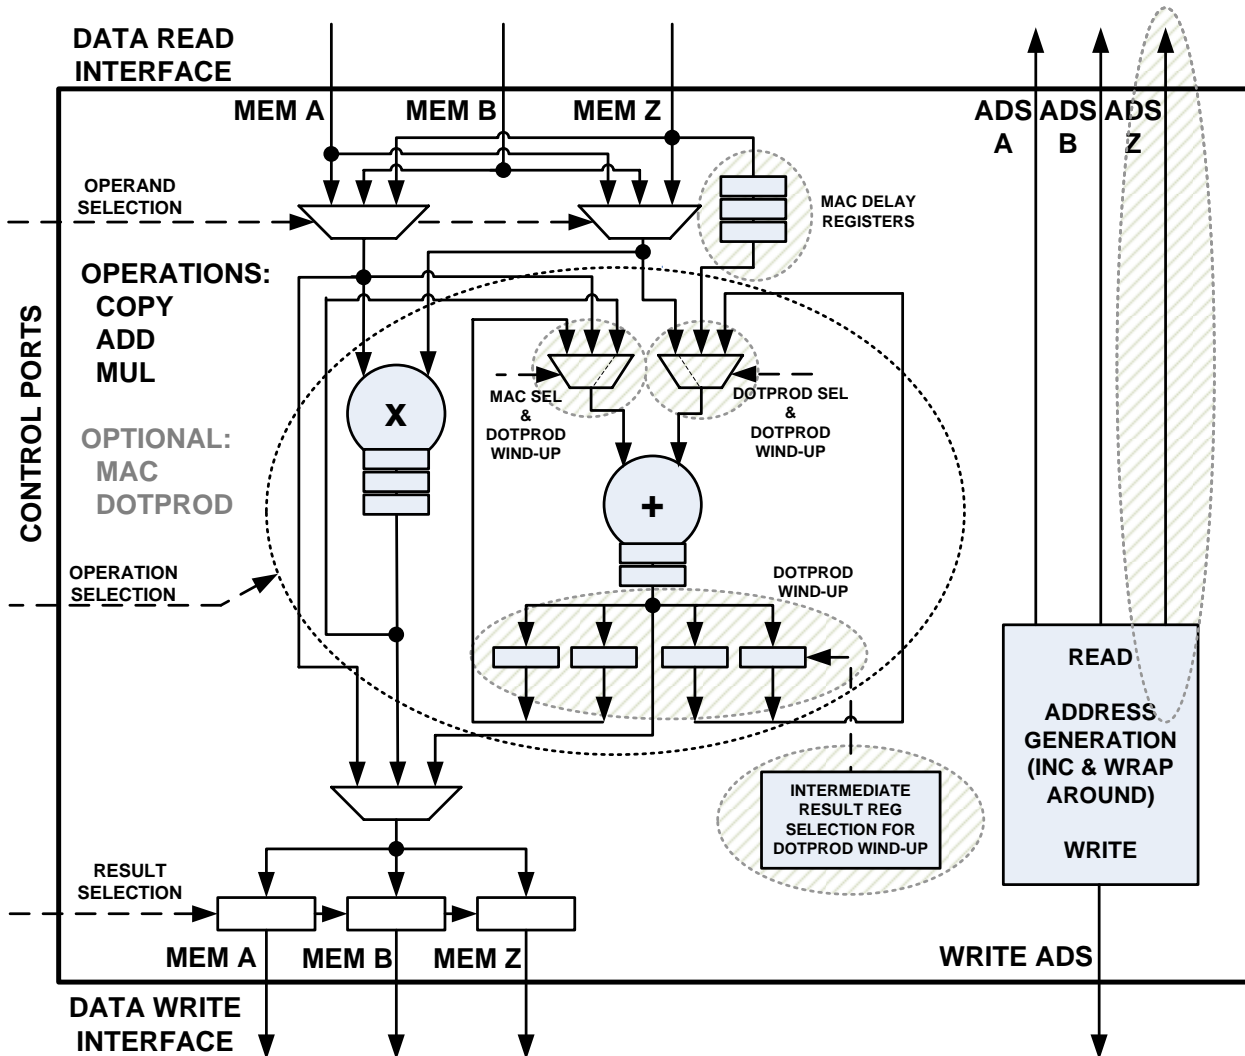 DATA READ
INTERFACE
MEM A
MEM B
MEM Z
ADS
A
ADS
B
ADS
Z
OPERAND
SELECTION
MAC DELAY
REGISTERS
CONTROL PORTS
OPERATIONS:
COPY
ADD
MUL
OPTIONAL:
MAC
DOTPROD
X
MAC SEL
&
DOTPROD
WIND-UP
DOTPROD SEL
&
DOTPROD
WIND-UP
+
OPERATION
SELECTION
DOTPROD
WIND-UP
INTERMEDIATE
RESULT REG
SELECTION FOR
DOTPROD WIND-UP
READ
ADDRESS
GENERATION
(INC & WRAP
AROUND)
WRITE
RESULT
SELECTION
MEM A
MEM B
MEM Z
WRITE ADS
DATA WRITE
INTERFACE